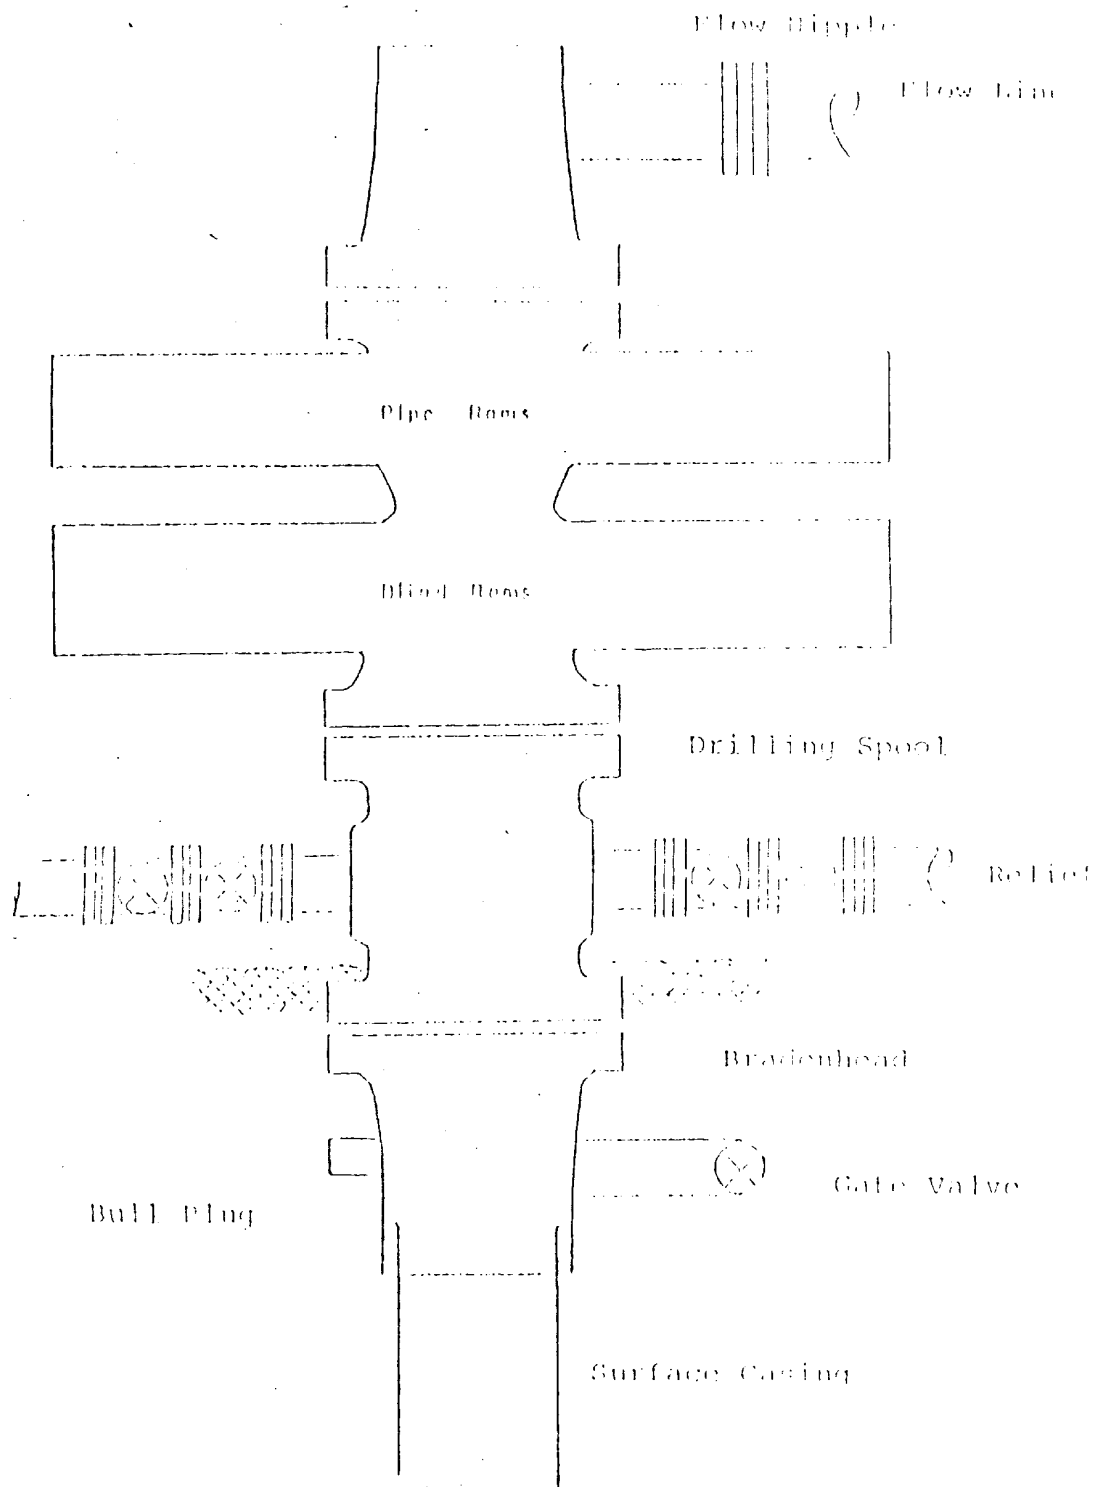 Flow Nipple
Flow Line
Pipe Rams
Blind Rams
Drilling Spool
Relief
Bradenhead
Gate Valve
Bull Plug
Surface Casing